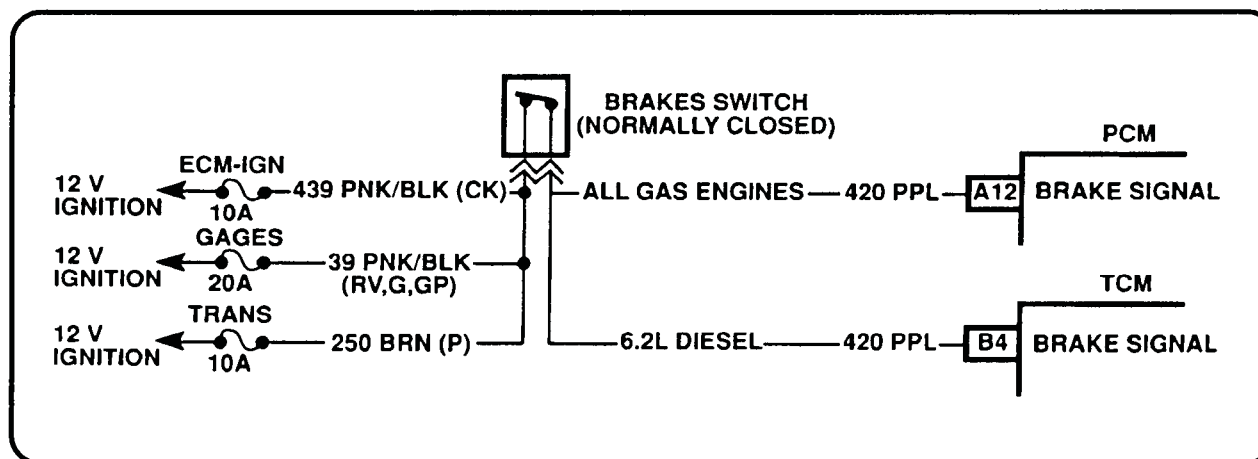 BRAKES SWITCH
(NORMALLY CLOSED)
PCM
ECM-IGN
12 V
IGNITION
10A
439 PNK/BLK (CK)
ALL GAS ENGINES
420 PPL
A12
BRAKE SIGNAL
GAGES
12 V
IGNITION
20A
39 PNK/BLK
(RV,G,GP)
TCM
TRANS
12 V
IGNITION
10A
250 BRN (P)
6.2L DIESEL
420 PPL
B4
BRAKE SIGNAL